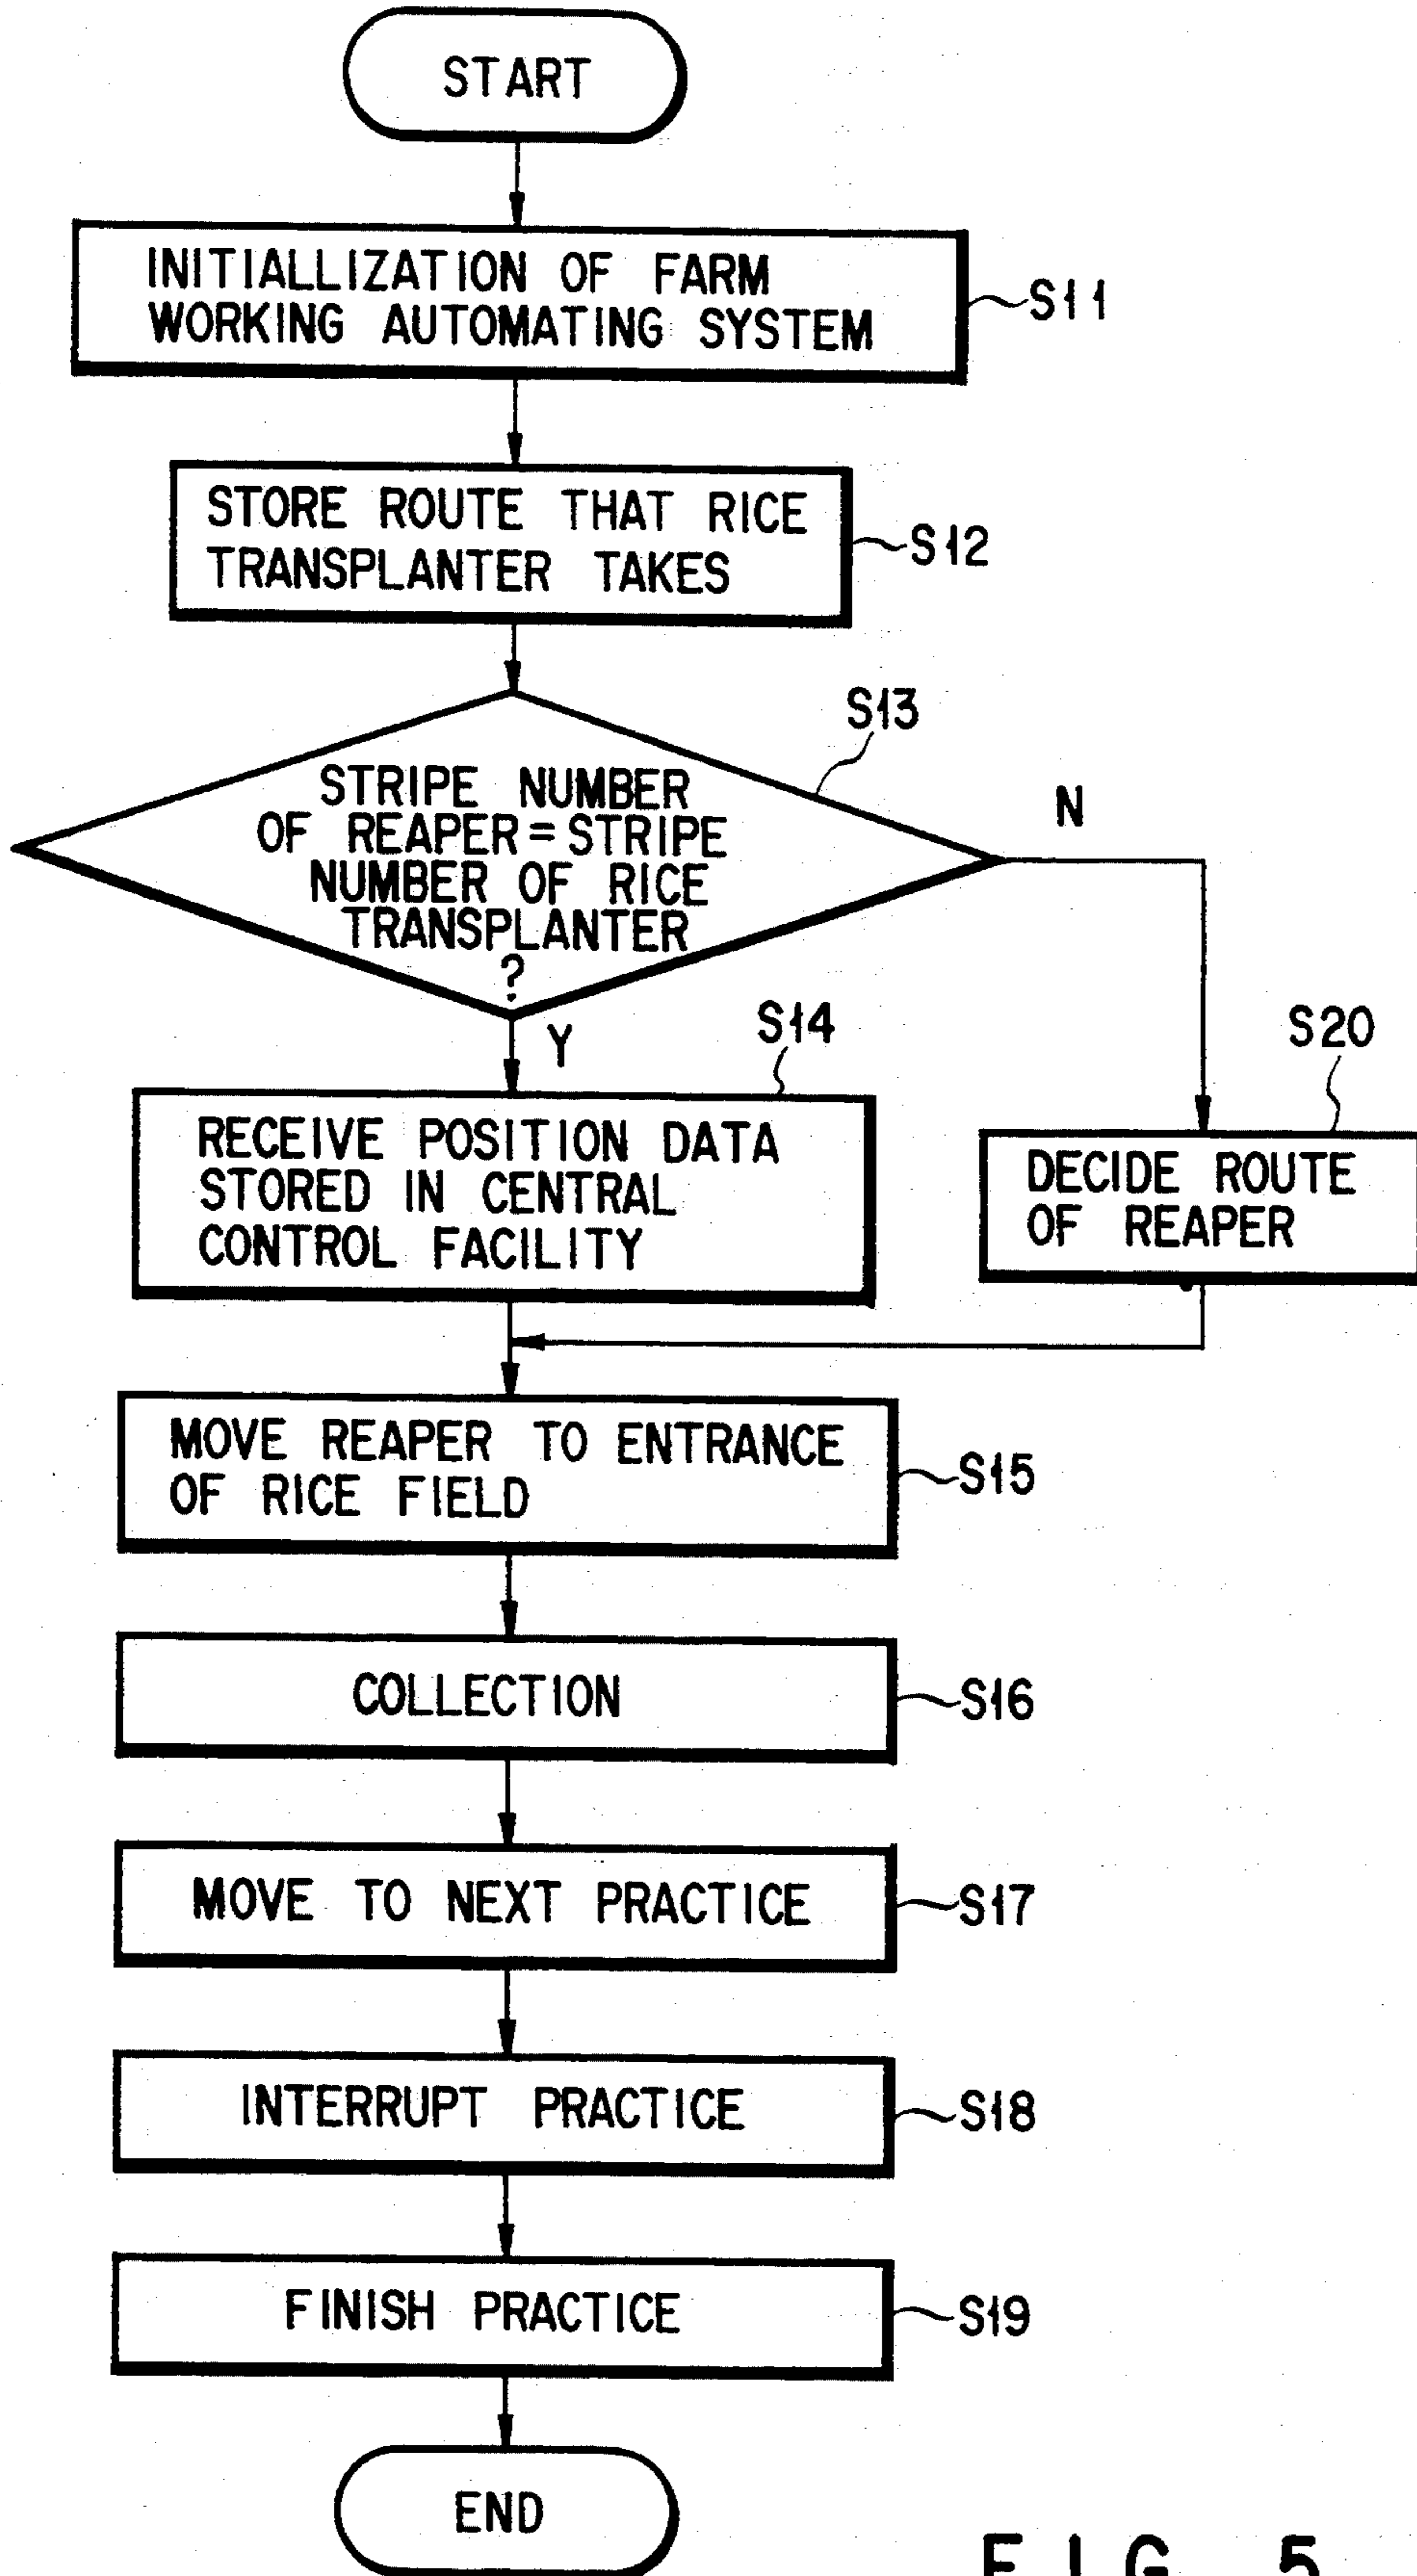 START
INITIALLIZATION OF FARM
WORKING AUTOMATING SYSTEM
S11
STORE ROUTE THAT RICE
TRANSPLANTER TAKES
S12
S13
STRIPE NUMBER
OF REAPER = STRIPE
NUMBER OF RICE
TRANSPLANTER
?
N
Y
S14
RECEIVE POSITION DATA
STORED IN CENTRAL
CONTROL FACILITY
S20
DECIDE ROUTE
OF REAPER
MOVE REAPER TO ENTRANCE
OF RICE FIELD
S15
COLLECTION
S16
MOVE TO NEXT PRACTICE
S17
INTERRUPT PRACTICE
S18
FINISH PRACTICE
S19
END
FIG. 5